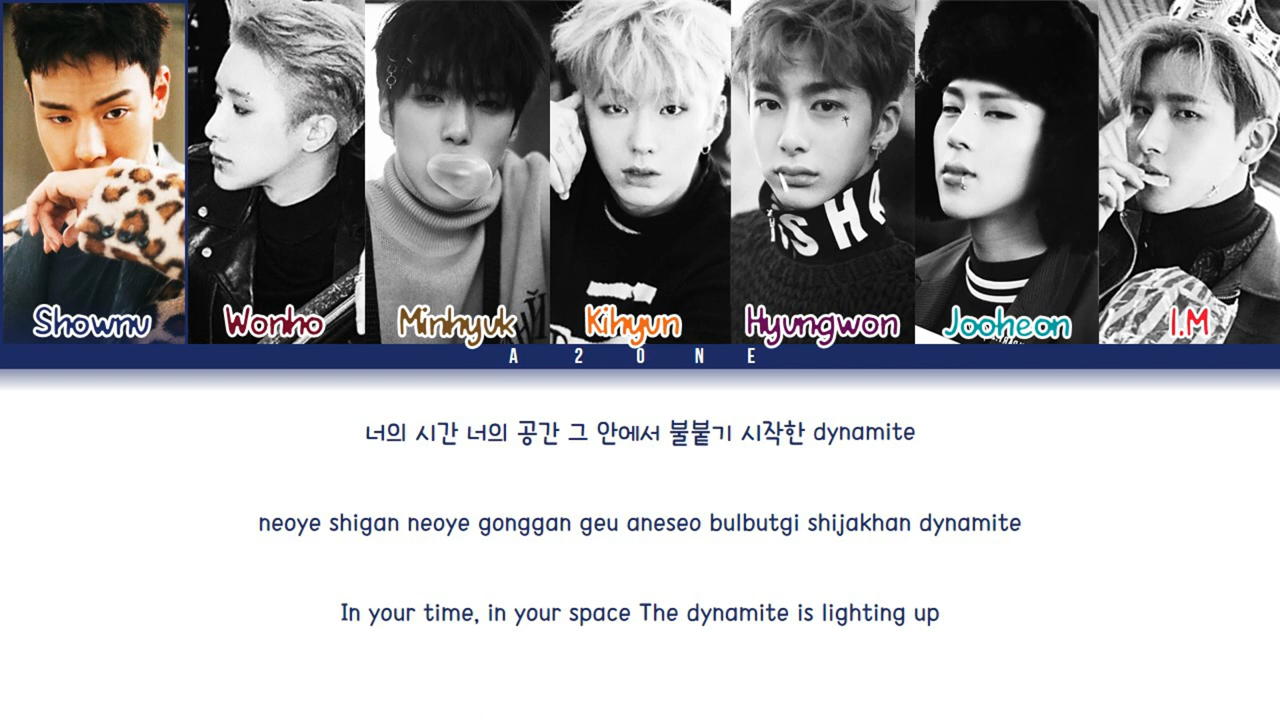 İS HA
НИЙ
Shownu Wonho Minhyuk Kihyun Hyungwon Jooheon I.M
A 2 O N E
너의 시간 너의 공간 그 안에서 불붙기 시작한 dynamite
neoye shigan neoye gonggan geu aneseo bulbutgi shijakhan dynamite
In your time, in your space The dynamite is lighting up